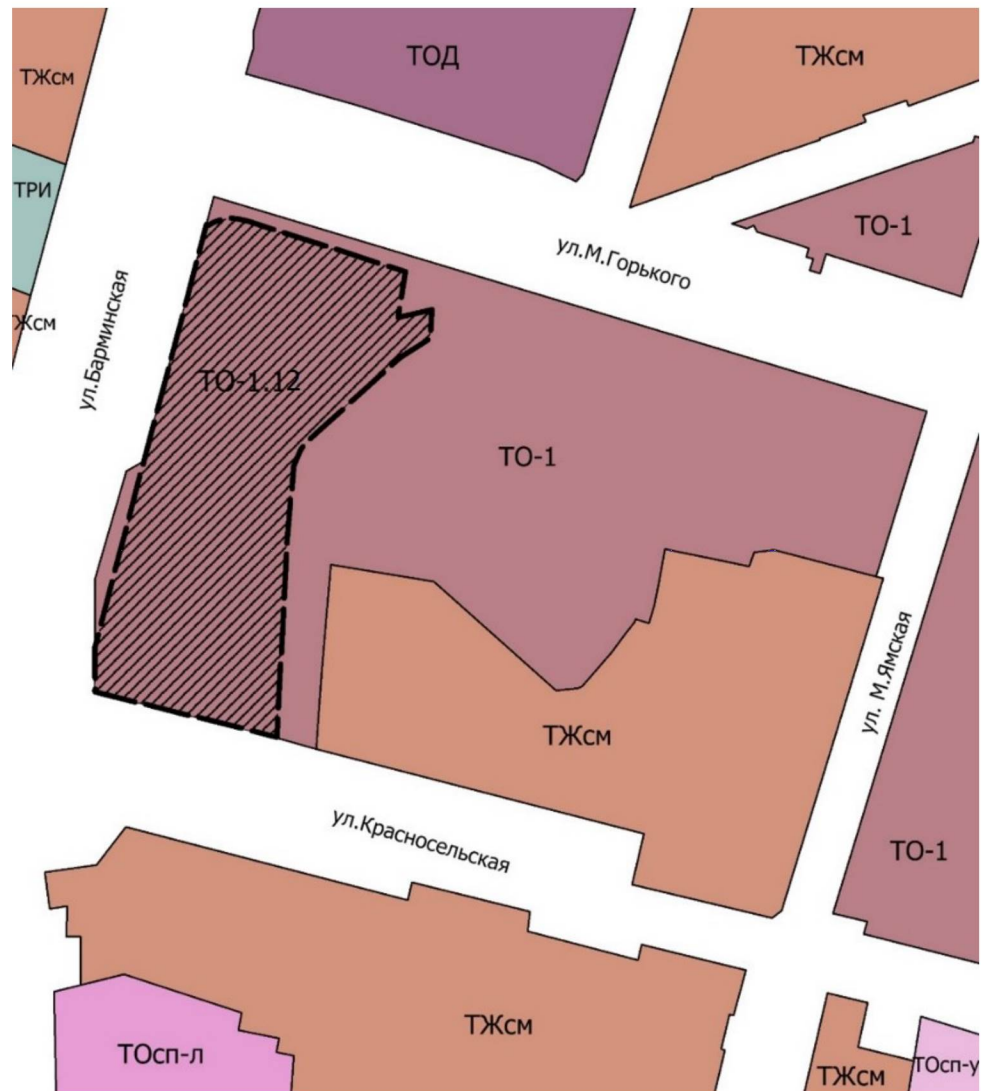 ТОД
ТЖсм
ТЖсм
ТРИ
ТО-1
ул.М.Горького
Жсм
ул.Барминская
ТО-1.12
ТО-1
ул. М.Ямская
ТЖсм
ул.Красносельская
ТО-1
ТЖсм
ТОсп-л
ТОсп-у
ТЖсм